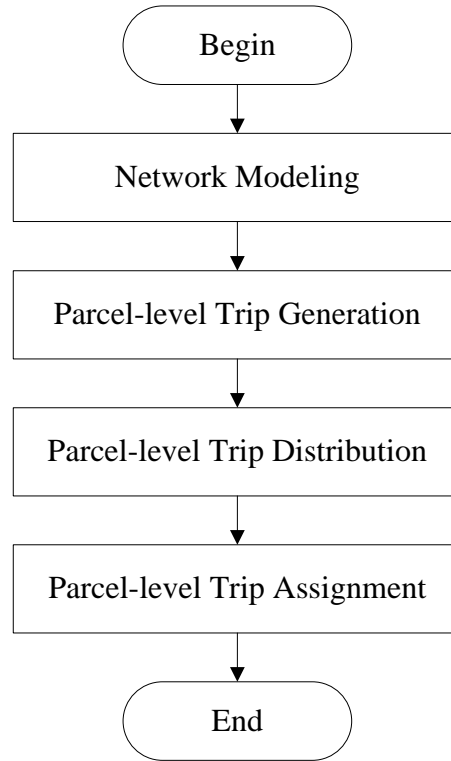 Begin
Network Modeling
Parcel-level Trip Generation
Parcel-level Trip Distribution
Parcel-level Trip Assignment
End